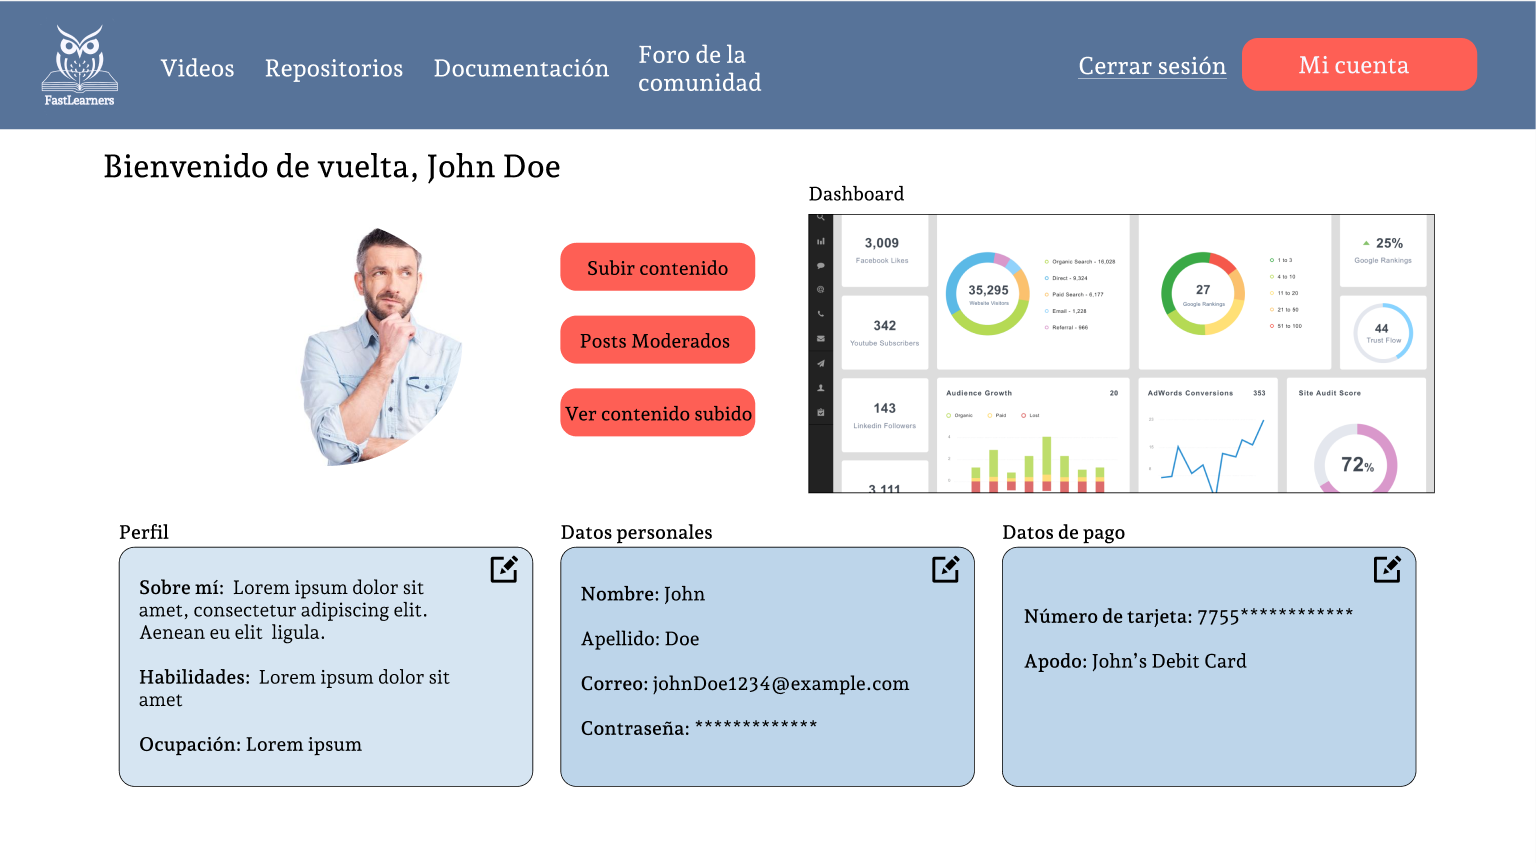 FastLearners
Videos
Repositorios
Documentación
Foro de la
comunidad
Cerrar sesión
Mi cuenta
Bienvenido de vuelta, John Doe
Subir contenido
Posts Moderados
Ver contenido subido
Dashboard
3,009
Facebook Likes
342
Youtube Subscribers
143
Linkedin Followers
3,111
35,295
Website Visitors
Organic Search - 16,028
Direct - 9,324
Paid Search - 6,177
Email - 1,228
Referral - 966
27
Google Rankings
1 to 3
4 to 10
11 to 20
21 to 50
51 to 100
25%
Google Rankings
44
Trust Flow
Audience Growth 20
Organic Paid Lost
4
2
0
AdWords Conversions 353
Site Audit Score
72%
Perfil
Sobre mí: Lorem ipsum dolor sit
amet, consectetur adipiscing elit.
Aenean eu elit ligula.
Habilidades: Lorem ipsum dolor sit
amet
Ocupación: Lorem ipsum
Datos personales
Nombre: John
Apellido: Doe
Correo: johnDoe1234@example.com
Contraseña: *************
Datos de pago
Número de tarjeta: 7755************
Apodo: John's Debit Card